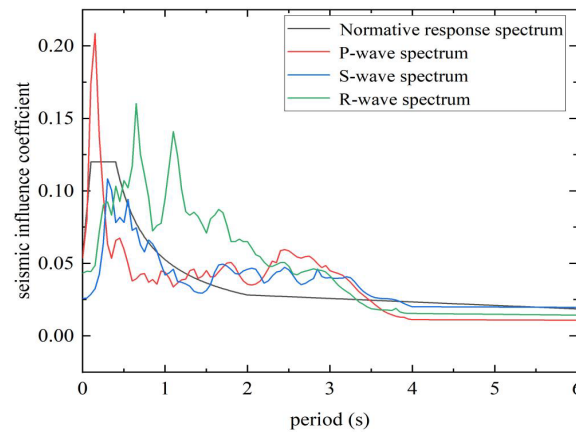 Normative response spectrum
P-wave spectrum
S-wave spectrum
R-wave spectrum
seismic influence coefficient
0.20
0.15
0.10
0.05
0.00
0 1 2 3 4 5 6
period (s)